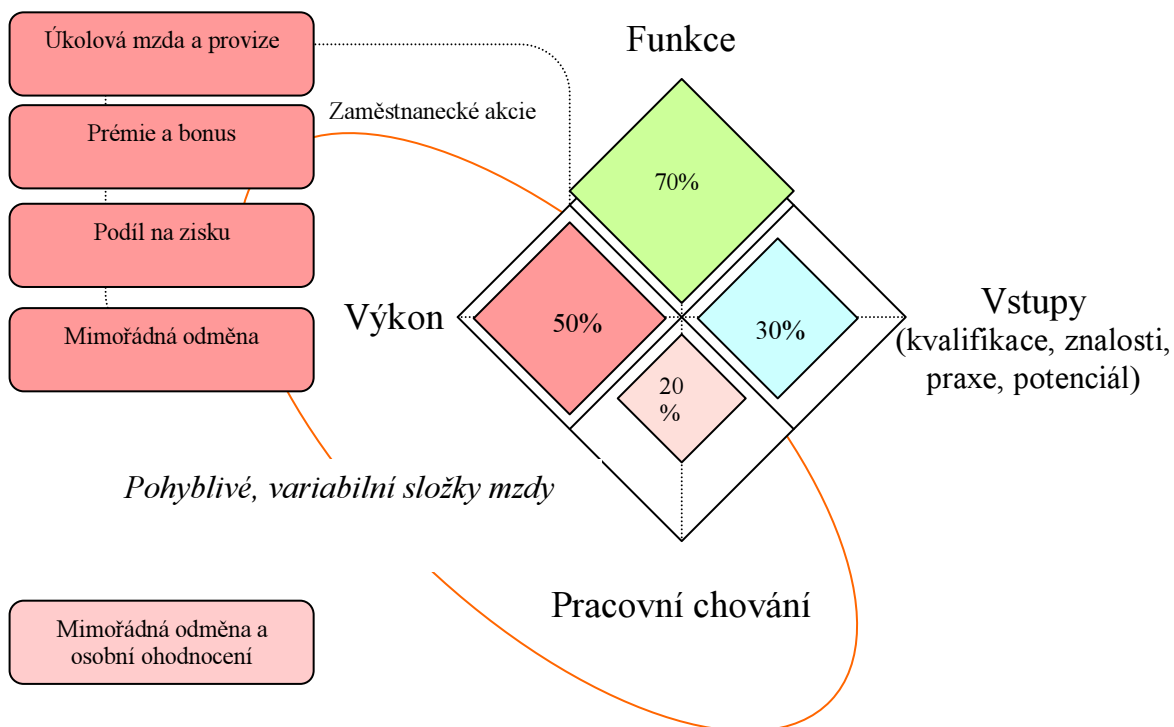 Úkolová mzda a provize
Prémie a bonus
Podíl na zisku
Mimořádná odměna
Zaměstnanecké akcie
Funkce
70%
Výkon
50%
30%
20
%
Vstupy
(kvalifikace, znalosti,
praxe, potenciál)
Pohyblivé, variabilní složky mzdy
Pracovní chování
Mimořádná odměna a
osobní ohodnocení